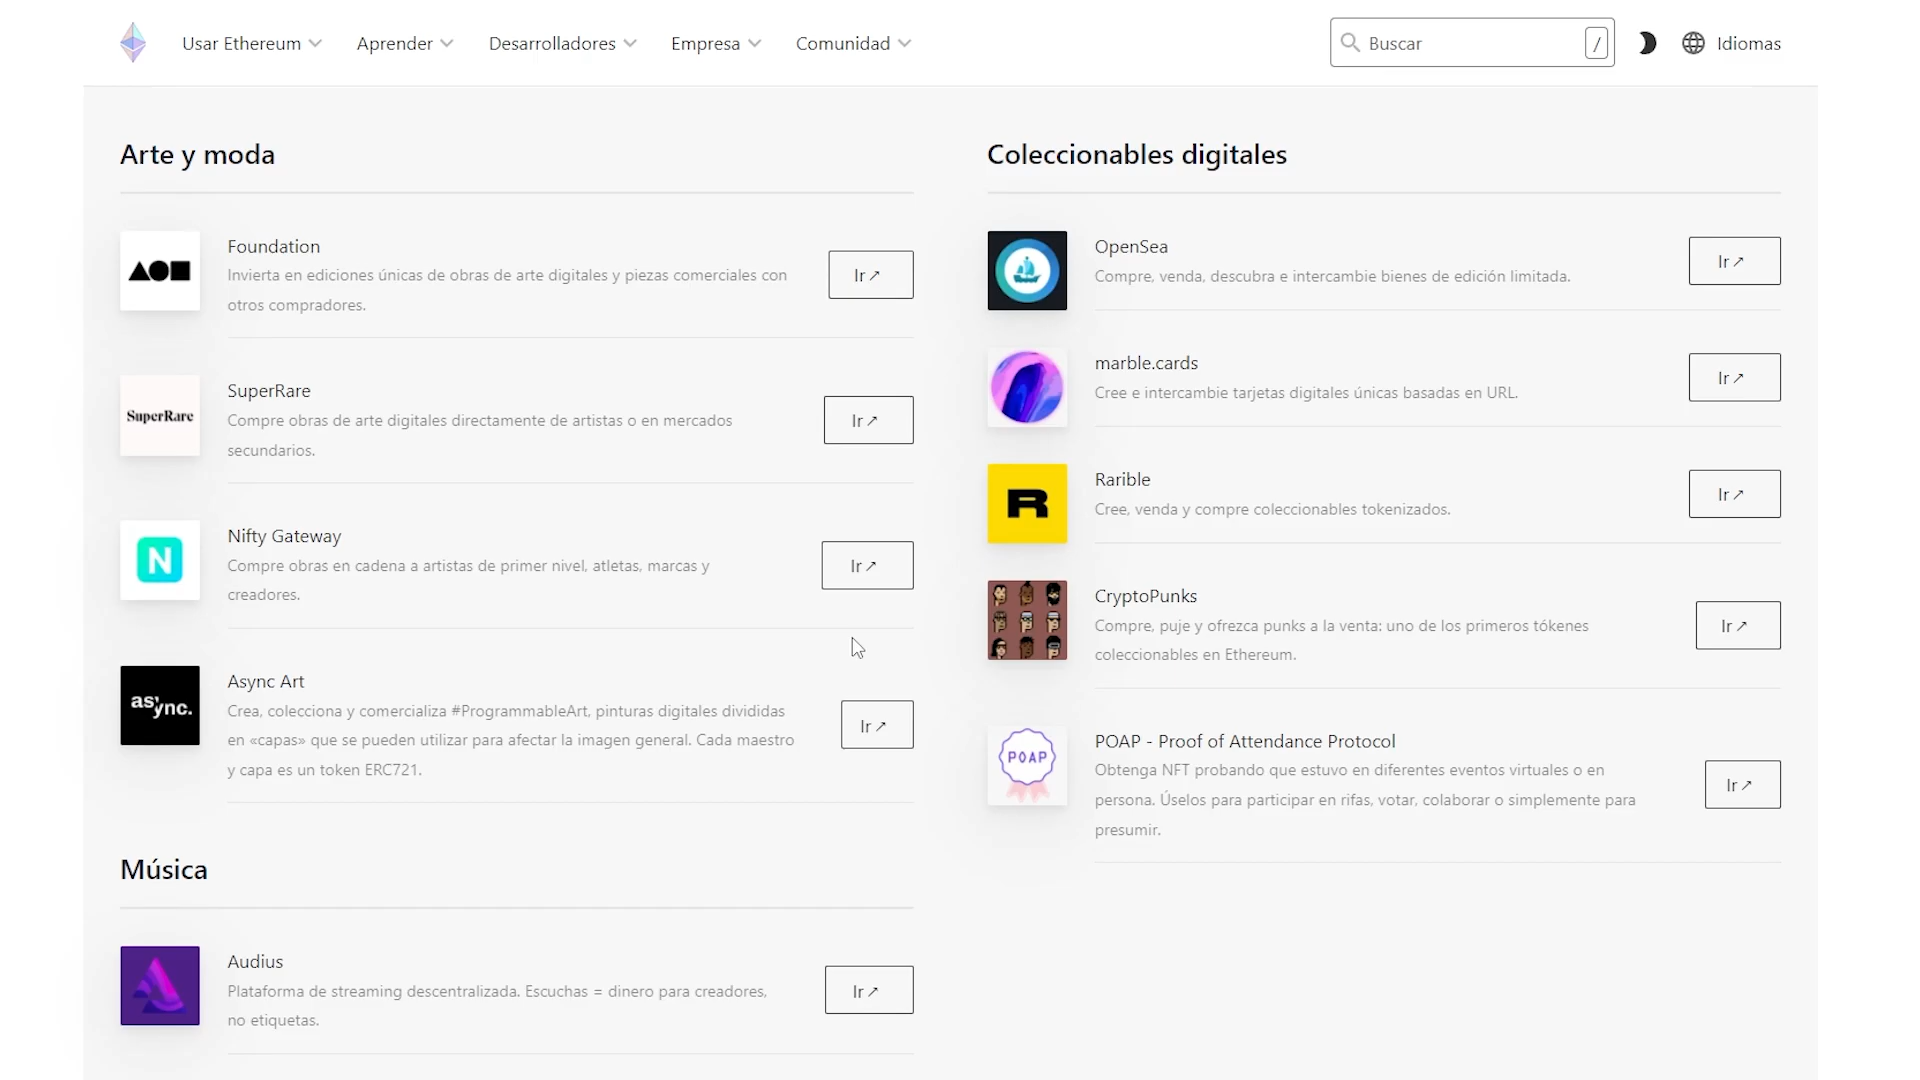 Usar Ethereum
Aprender
Desarrolladores
Empresa
Comunidad
Buscar
/
Idiomas
Arte y moda
Foundation
Invierta en ediciones únicas de obras de arte digitales y piezas comerciales con
otros compradores.
Ir↗
SuperRare
SuperRare
Compre obras de arte digitales directamente de artistas o en mercados
secundarios.
Ir↗
N
Nifty Gateway
Compre obras en cadena a artistas de primer nivel, atletas, marcas y
creadores.
Ir↗
async.
Async Art
Crea, colecciona y comercializa #ProgrammableArt, pinturas digitales divididas
en «capas» que se pueden utilizar para afectar la imagen general. Cada maestro
y capa es un token ERC721.
Ir↗
Música
Audius
Plataforma de streaming descentralizada. Escuchas = dinero para creadores,
no etiquetas.
Ir↗
Coleccionables digitales
OpenSea
Compre, venda, descubra e intercambie bienes de edición limitada.
Ir↗
marble.cards
Cree e intercambie tarjetas digitales únicas basadas en URL.
Ir↗
R
Rarible
Cree, venda y compre coleccionables tokenizados.
Ir↗
CryptoPunks
Compre, puje y ofrezca punks a la venta: uno de los primeros tókenes
coleccionables en Ethereum.
Ir↗
POAP
POAP - Proof of Attendance Protocol
Obtenga NFT probando que estuvo en diferentes eventos virtuales o en
persona. Úselos para participar en rifas, votar, colaborar o simplemente para
presumir.
Ir↗